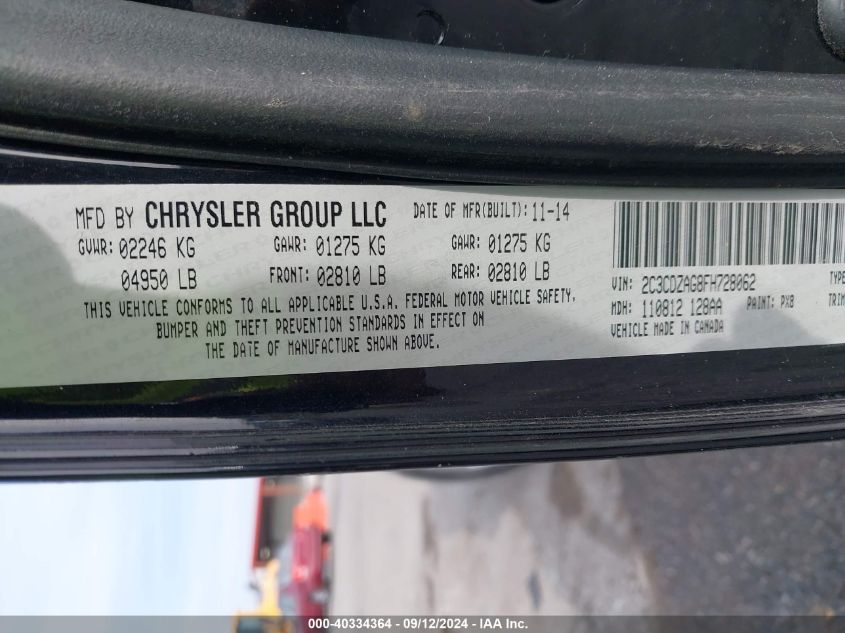 MFD BY CHRYSLER GROUP LLC DATE OF MFR(BUILT): 11-14
GVWR: 02246 KG GAWR: 01275 KG GAWR: 01275 KG
04950 LB FRONT: 02810 LB REAR: 02810 LB
THIS VEHICLE CONFORMS TO ALL APPLICABLE U.S.A. FEDERAL MOTOR VEHICLE SAFETY,
BUMPER AND THEFT PREVENTION STANDARDS IN EFFECT ON
THE DATE OF MANUFACTURE SHOWN ABOVE.
VIN: 2C3CDZAG8FH728062 TYPE
MDH: 110812 128AA PAINT: PX8 TRIM
VEHICLE MADE IN CANADA
000-40334364 - 09/12/2024 - IAA Inc.